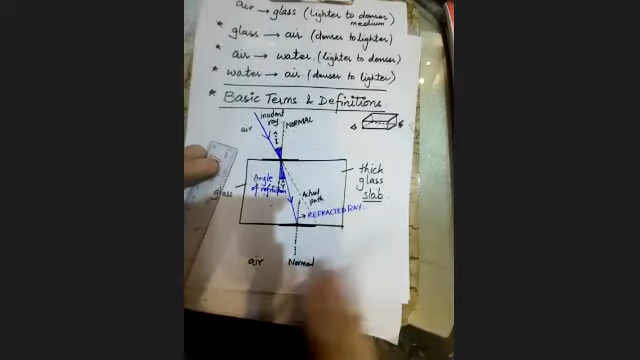 air → glass (lighter to denser medium)
* glass → air (denser to lighter)
* air → water (lighter to denser)
* water → air (denser to lighter)
* Basic Terms & Definitions
incident ray
NORMAL
air
î
thick glass slab
glass
Angle of refraction
r̂
Actual path
REFRACTED RAY
air
Normal